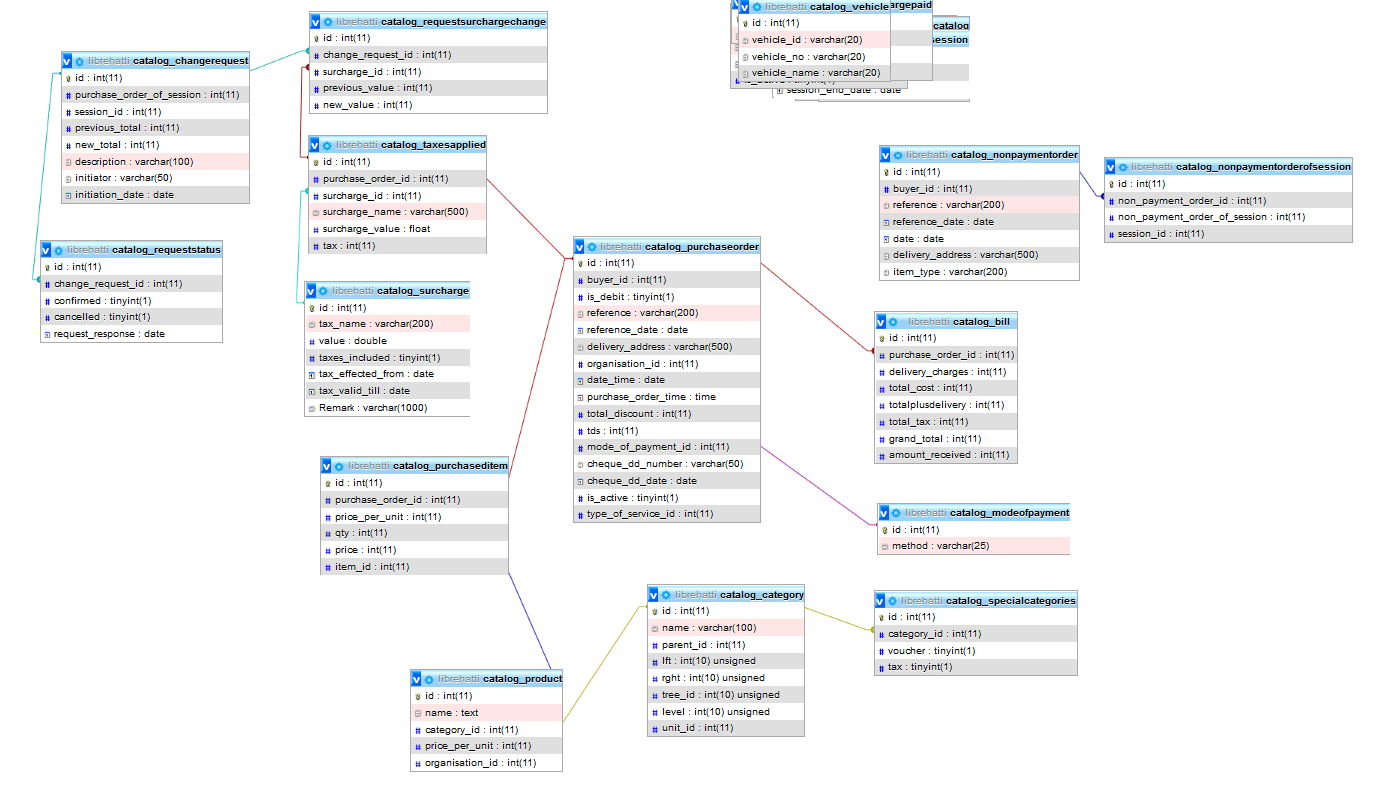 librehatti catalog_changerequest
id : int(11)
purchase_order_of_session : int(11)
session_id : int(11)
previous_total : int(11)
new_total : int(11)
description : varchar(100)
initiator : varchar(50)
initiation_date : date
librehatti catalog_requeststatus
id : int(11)
change_request_id : int(11)
confirmed : tinyint(1)
cancelled : tinyint(1)
request_response : date
librehatti catalog_requestsurchargechange
id : int(11)
change_request_id : int(11)
surcharge_id : int(11)
previous_value : int(11)
new_value : int(11)
librehatti catalog_taxesapplied
id : int(11)
purchase_order_id : int(11)
surcharge_id : int(11)
surcharge_name : varchar(500)
surcharge_value : float
tax : int(11)
librehatti catalog_surcharge
id : int(11)
tax_name : varchar(200)
value : double
taxes_included : tinyint(1)
tax_effected_from : date
tax_valid_till : date
Remark : varchar(1000)
librehatti catalog_purchaseditem
id : int(11)
purchase_order_id : int(11)
price_per_unit : int(11)
qty : int(11)
price : int(11)
item_id : int(11)
librehatti catalog_product
id : int(11)
name : text
category_id : int(11)
price_per_unit : int(11)
organisation_id : int(11)
librehatti catalog_purchaseorder
id : int(11)
buyer_id : int(11)
is_debit : tinyint(1)
reference : varchar(200)
reference_date : date
delivery_address : varchar(500)
organisation_id : int(11)
date_time : date
purchase_order_time : time
total_discount : int(11)
tds : int(11)
mode_of_payment_id : int(11)
cheque_dd_number : varchar(50)
cheque_dd_date : date
is_active : tinyint(1)
type_of_service_id : int(11)
librehatti catalog_category
id : int(11)
name : varchar(100)
parent_id : int(11)
lft : int(10) unsigned
rght : int(10) unsigned
tree_id : int(10) unsigned
level : int(10) unsigned
unit_id : int(11)
librehatti catalog_vehicle
id : int(11)
vehicle_id : varchar(20)
vehicle_no : varchar(20)
vehicle_name : varchar(20)
argepaid
catalog
session
session_end_date : date
librehatti catalog_nonpaymentorder
id : int(11)
buyer_id : int(11)
reference : varchar(200)
reference_date : date
date : date
delivery_address : varchar(500)
item_type : varchar(200)
librehatti catalog_nonpaymentorderofsession
id : int(11)
non_payment_order_id : int(11)
non_payment_order_of_session : int(11)
session_id : int(11)
librehatti catalog_bill
id : int(11)
purchase_order_id : int(11)
delivery_charges : int(11)
total_cost : int(11)
totalplusdelivery : int(11)
total_tax : int(11)
grand_total : int(11)
amount_received : int(11)
librehatti catalog_modeofpayment
id : int(11)
method : varchar(25)
librehatti catalog_specialcategories
id : int(11)
category_id : int(11)
voucher : tinyint(1)
tax : tinyint(1)